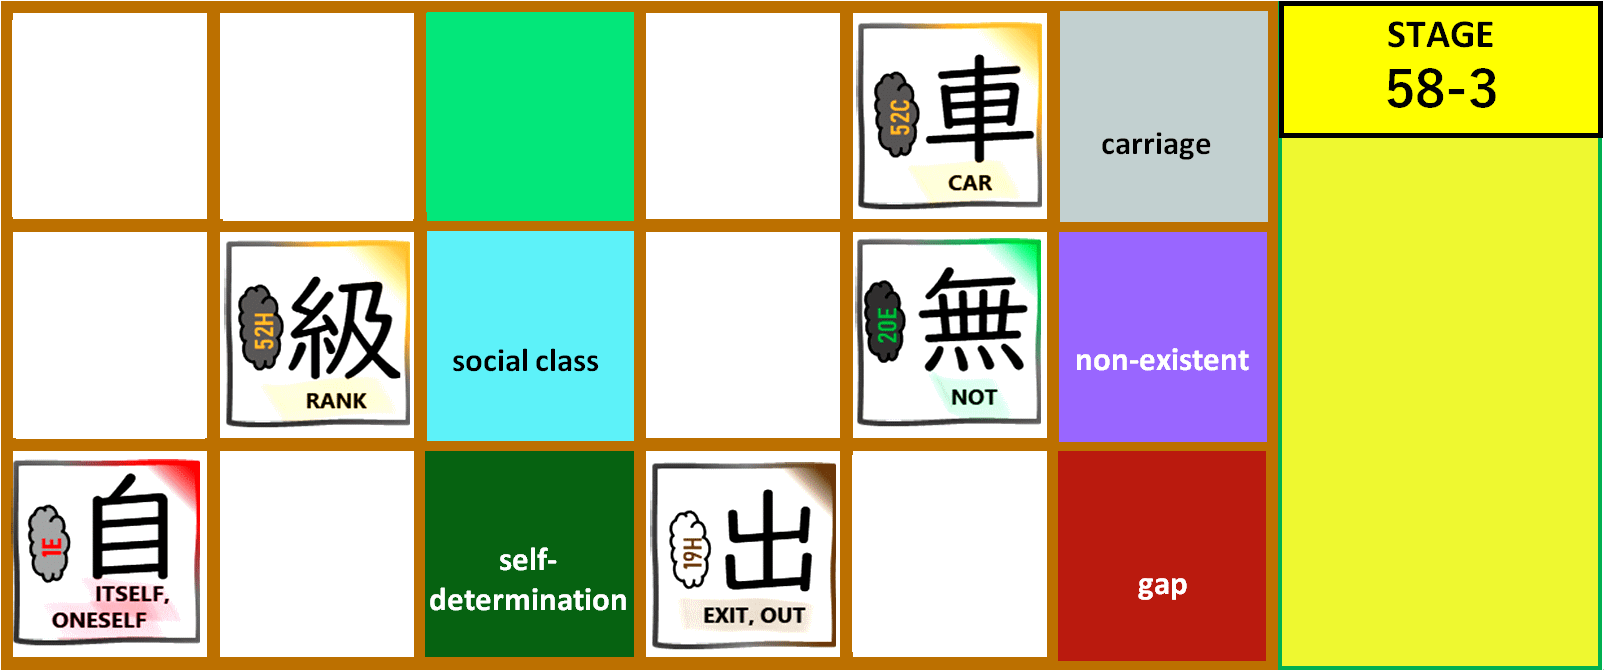 52C
車
CAR
carriage
STAGE
58-3
52H
級
RANK
social class
20E
無
NOT
non-existent
1E
自
ITSELF,
ONESELF
self-
determination
19H
出
EXIT, OUT
gap